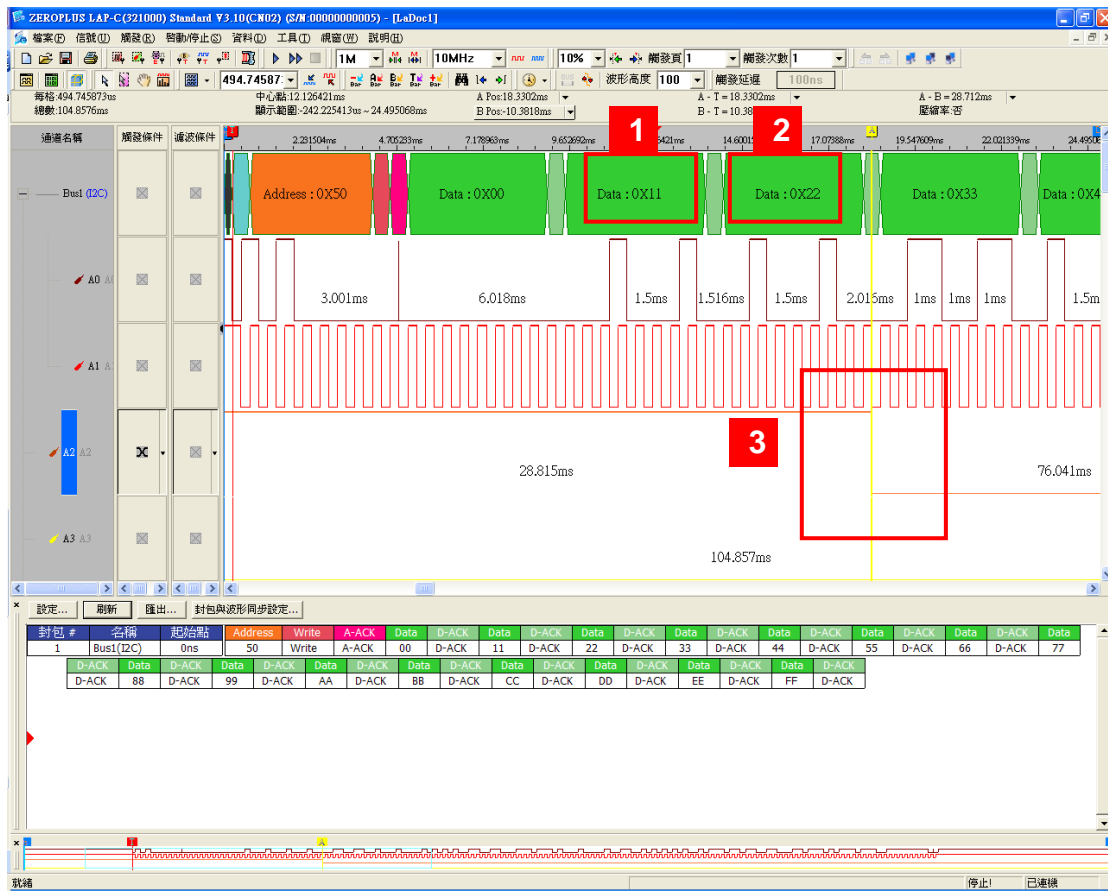 ZEROPLUS LAP-C(321000) Standard V3.10(CN02) (S/N:00000000005) - [LaDoc1]
檔案(F) 信號(U) 觸發(R) 啓動/停止(S) 資料(D) 工具(T) 視窗(W) 說明(H)
1M 10MHz 10% 觸發頁 1 觸發次數 1
494.74587: Bar Bar Bar Bar Bar 波形高度 100 觸發延遲 100ns
每格:494.745873us 中心點:12.126421ms A Pos:18.3302ms A - T = 18.3302ms A - B = 28.712ms
總數:104.8576ms 顯示範圍:-242.225413us ~ 24.495068ms B Pos:-10.3818ms B - T = 10.38 壓縮率:否
1 2
通道名稱 觸發條件 濾波條件 2.231504ms 4.705233ms 7.178963ms 9.652692ms 6421ms 14.60015 17.07388ms A 19.547609ms 22.021339ms 24.4950
Bus1 (I2C) Address : 0X50 Data : 0X00 Data : 0X11 Data : 0X22 Data : 0X33 Data : 0X4
A0 3.001ms 6.018ms 1.5ms 1.516ms 1.5ms 2.016ms 1ms 1ms 1ms 1.5m
A1
3
A2 A2 28.815ms 76.041ms
A3 A3 104.857ms
設定... 刷新 匯出... 封包與波形同步設定...
封包 # 名稱 起始點 Address Write A-ACK Data D-ACK Data D-ACK Data D-ACK Data D-ACK Data D-ACK Data D-ACK Data D-ACK Data
1 Bus1(I2C) 0ns 50 Write A-ACK 00 D-ACK 11 D-ACK 22 D-ACK 33 D-ACK 44 D-ACK 55 D-ACK 66 D-ACK 77
D-ACK Data D-ACK Data D-ACK Data D-ACK Data D-ACK Data D-ACK Data D-ACK Data D-ACK Data D-ACK
D-ACK 88 D-ACK 99 D-ACK AA D-ACK BB D-ACK CC D-ACK DD D-ACK EE D-ACK FF D-ACK
T A
就緒 停止! 已連機